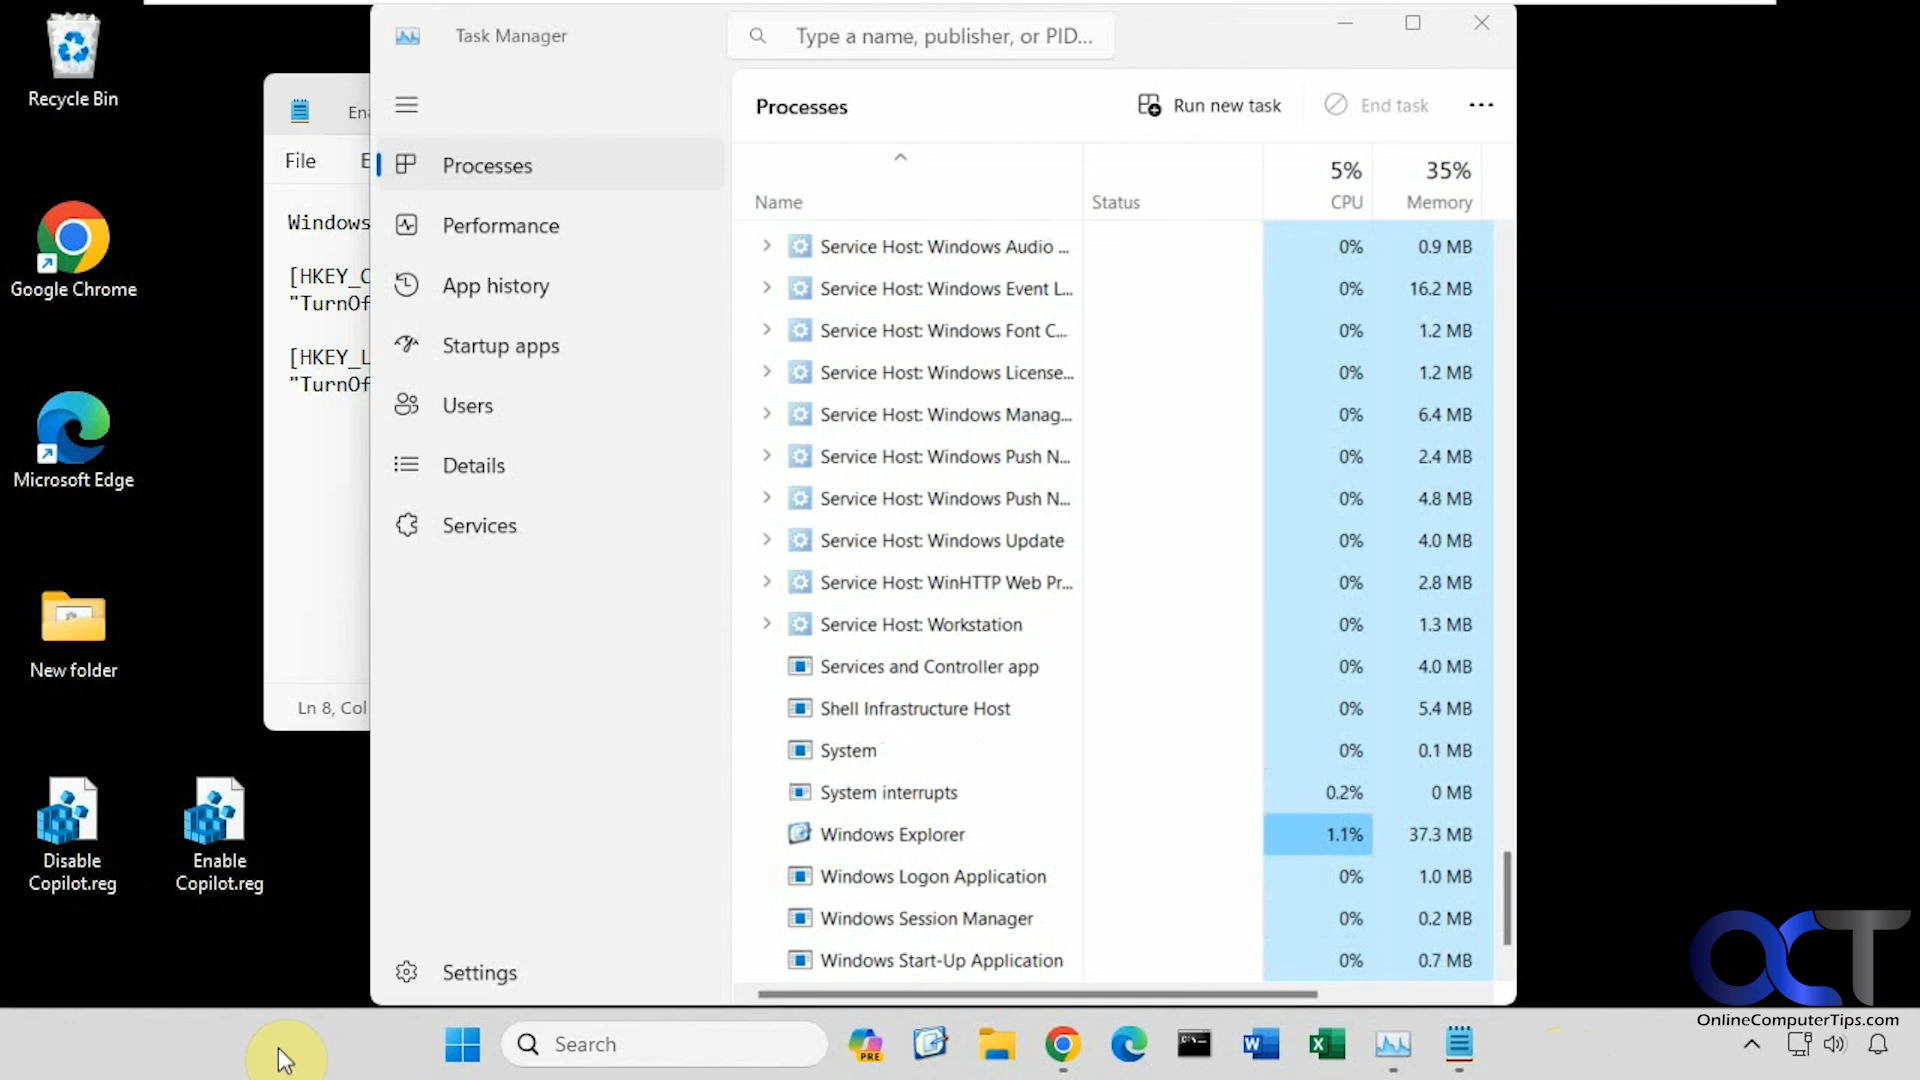 Recycle Bin
Google Chrome
Microsoft Edge
New folder
Disable
Copilot.reg
Enable
Copilot.reg
File
Windows
[HKEY_C
"TurnOf
[HKEY_L
"TurnOf
Ln 8, Col
Task Manager
Type a name, publisher, or PID...
Processes
Performance
App history
Startup apps
Users
Details
Services
Settings
Processes
Run new task
End task
5% 35%
Name Status CPU Memory
Service Host: Windows Audio ... 0% 0.9 MB
Service Host: Windows Event L... 0% 16.2 MB
Service Host: Windows Font C... 0% 1.2 MB
Service Host: Windows License... 0% 1.2 MB
Service Host: Windows Manag... 0% 6.4 MB
Service Host: Windows Push N... 0% 2.4 MB
Service Host: Windows Push N... 0% 4.8 MB
Service Host: Windows Update 0% 4.0 MB
Service Host: WinHTTP Web Pr... 0% 2.8 MB
Service Host: Workstation 0% 1.3 MB
Services and Controller app 0% 4.0 MB
Shell Infrastructure Host 0% 5.4 MB
System 0% 0.1 MB
System interrupts 0.2% 0 MB
Windows Explorer 1.1% 37.3 MB
Windows Logon Application 0% 1.0 MB
Windows Session Manager 0% 0.2 MB
Windows Start-Up Application 0% 0.7 MB
Search
PRE
OCT
OnlineComputerTips.com